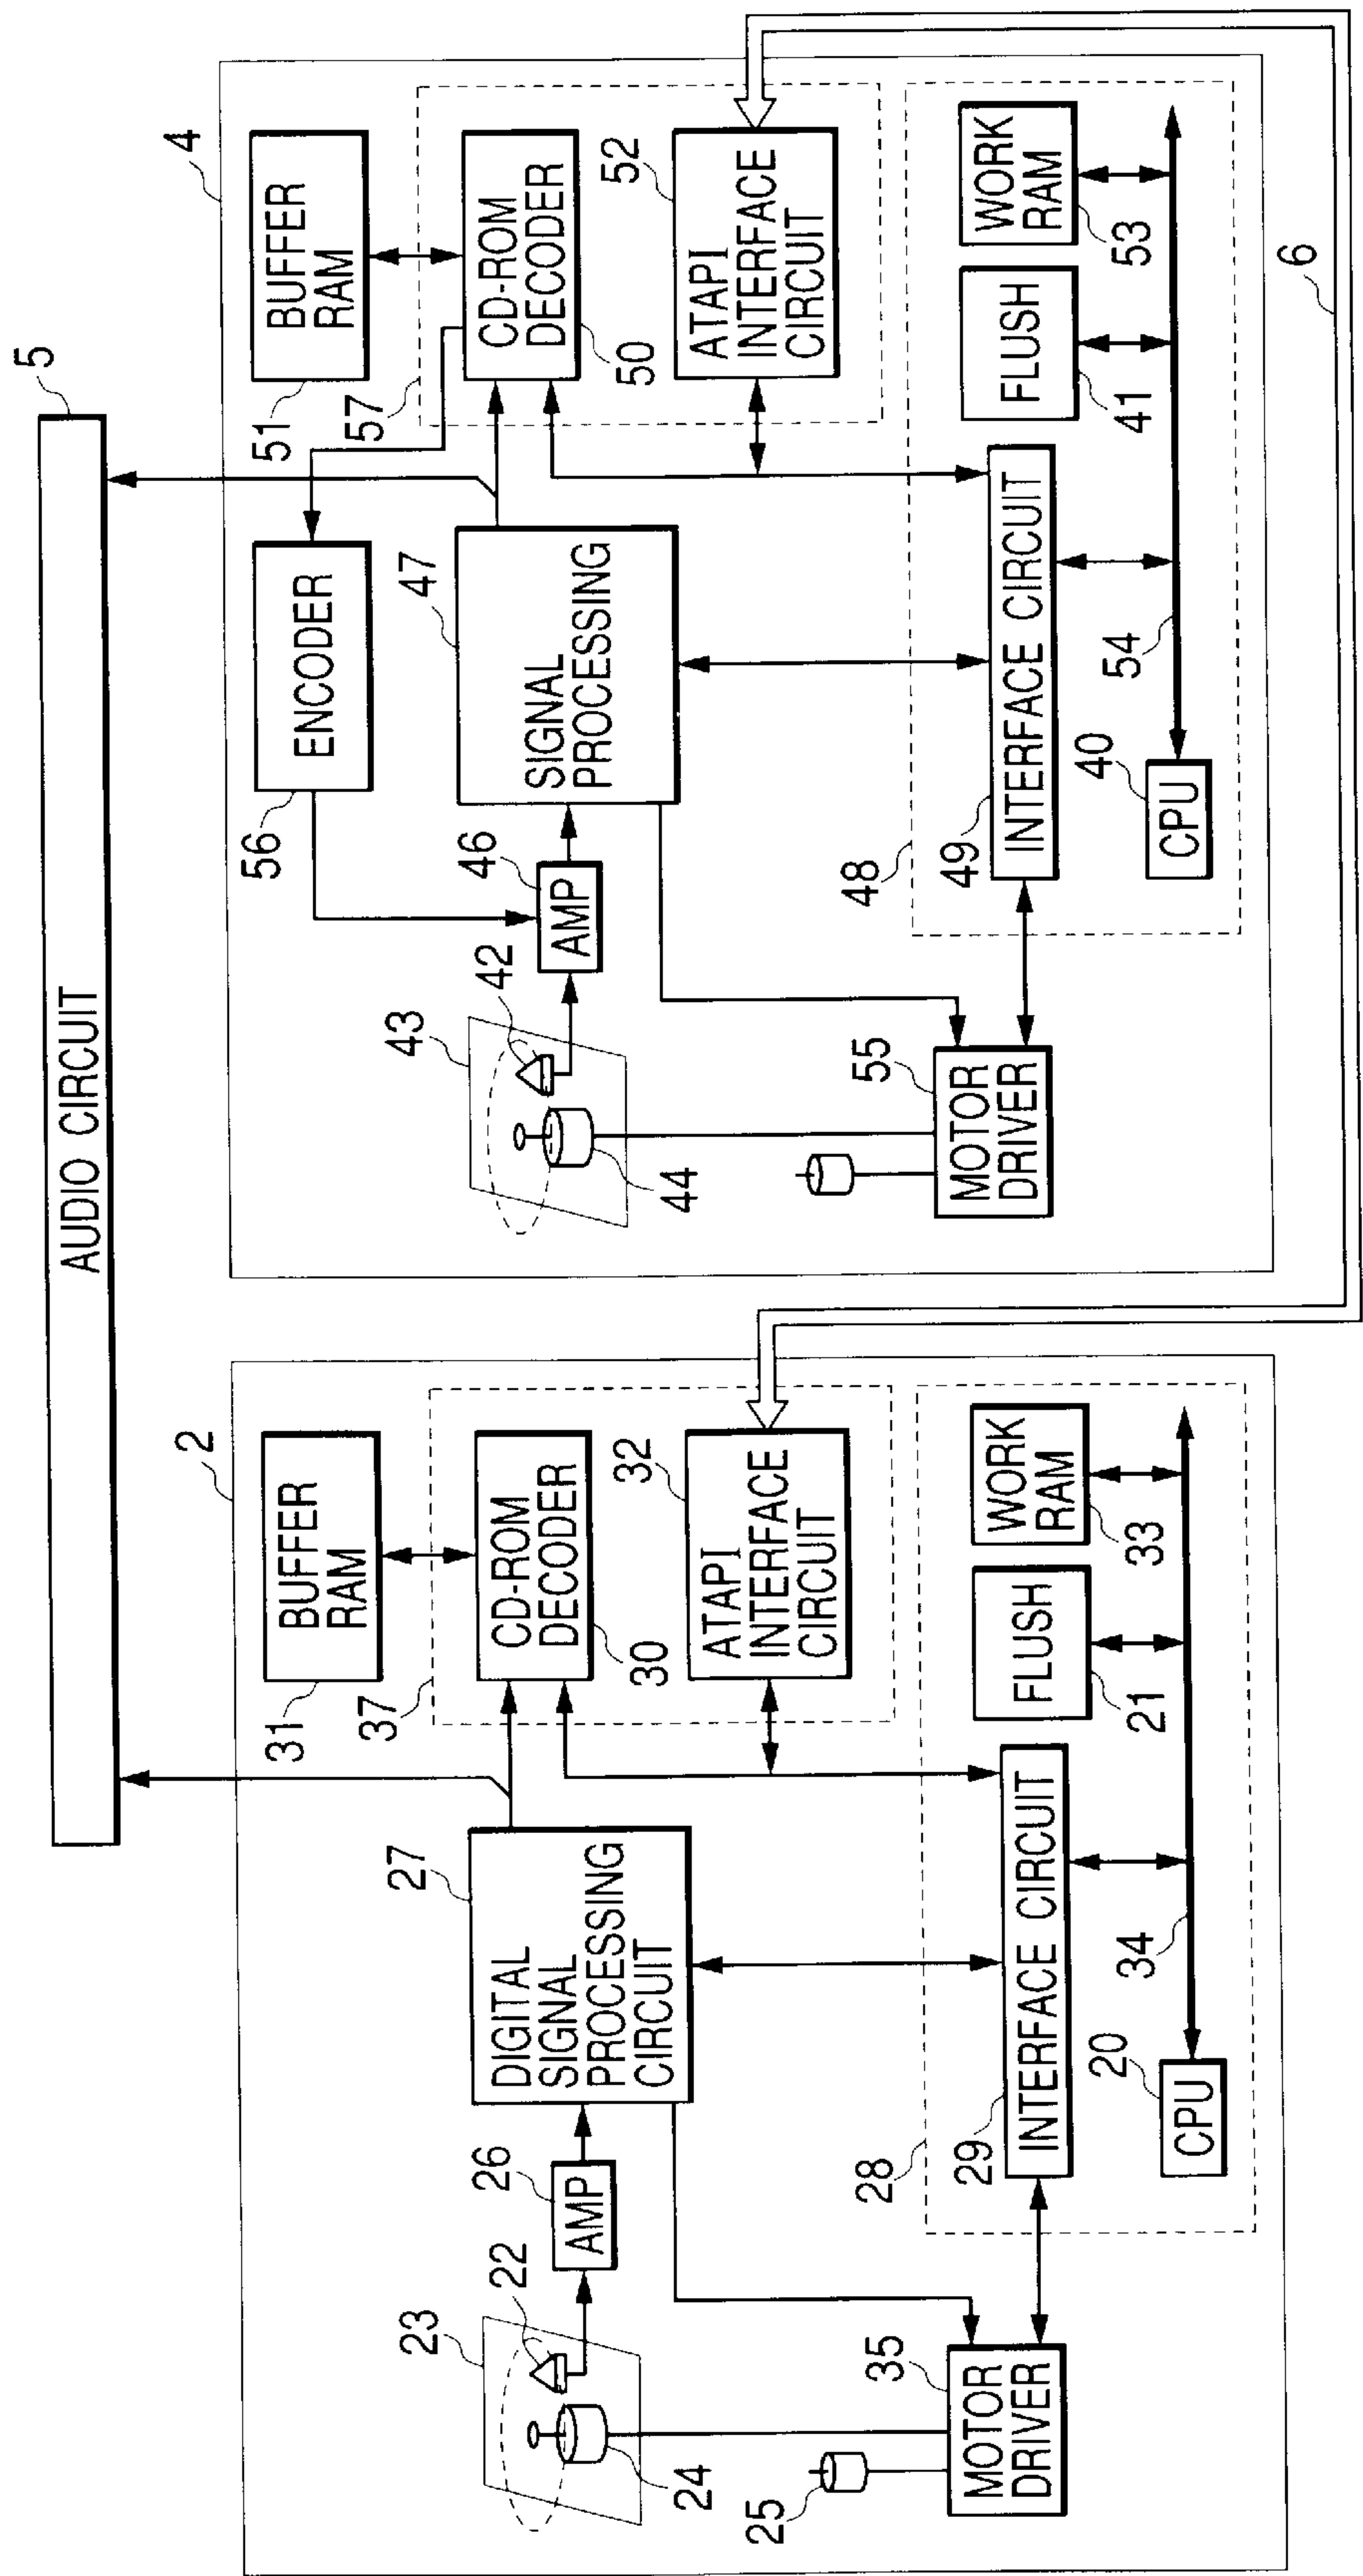 5
AUDIO CIRCUIT
2
BUFFER
RAM
31
37
CD-ROM
DECODER
30
32
ATAPI
INTERFACE
CIRCUIT
27
DIGITAL
SIGNAL
PROCESSING
CIRCUIT
26
AMP
22
23
24
25
35
MOTOR
DRIVER
28
29
INTERFACE CIRCUIT
FLUSH
21
WORK
RAM
33
34
20
CPU
4
BUFFER
RAM
51
57
CD-ROM
DECODER
50
52
ATAPI
INTERFACE
CIRCUIT
ENCODER
56
47
SIGNAL
PROCESSING
46
AMP
42
43
44
55
MOTOR
DRIVER
48
49
INTERFACE CIRCUIT
FLUSH
41
WORK
RAM
53
54
40
CPU
6